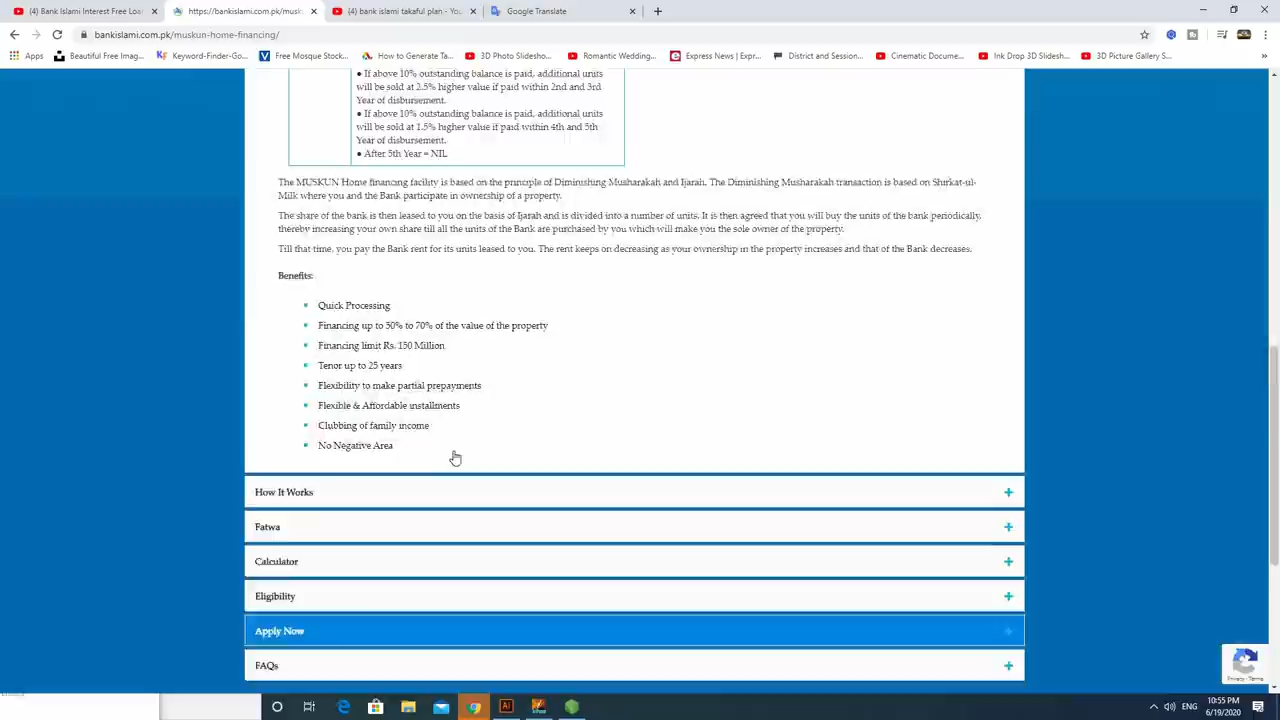 (4) Bank Islami Interest Free Loa
https://bankislami.com.pk/musk
(4) bank islami takaful plan - Yo
Google Translate
bankislami.com.pk/muskun-home-financing/
Apps
Beautiful Free Imag...
Keyword-Finder-Go...
Free Mosque Stock...
How to Generate Ta...
3D Photo Slidesho...
Romantic Wedding...
Express News | Expr...
District and Session...
Cinematic Docume...
Ink Drop 3D Slidesh...
3D Picture Gallery S...
• If above 10% outstanding balance is paid, additional units
will be sold at 2.5% higher value if paid within 2nd and 3rd
Year of disbursement.
• If above 10% outstanding balance is paid, additional units
will be sold at 1.5% higher value if paid within 4th and 5th
Year of disbursement.
• After 5th Year = NIL
The MUSKUN Home financing facility is based on the principle of Diminishing Musharakah and Ijarah. The Diminishing Musharakah transaction is based on Shirkat-ul-
Milk where you and the Bank participate in ownership of a property.
The share of the bank is then leased to you on the basis of Ijarah and is divided into a number of units. It is then agreed that you will buy the units of the bank periodically,
thereby increasing your own share till all the units of the Bank are purchased by you which will make you the sole owner of the property.
Till that time, you pay the Bank rent for its units leased to you. The rent keeps on decreasing as your ownership in the property increases and that of the Bank decreases.
Benefits:
Quick Processing
Financing up to 50% to 70% of the value of the property
Financing limit Rs. 150 Million
Tenor up to 25 years
Flexibility to make partial prepayments
Flexible & Affordable installments
Clubbing of family income
No Negative Area
How It Works
Fatwa
Calculator
Eligibility
Apply Now
FAQs
Privacy - Terms
ENG
10:55 PM
6/19/2020